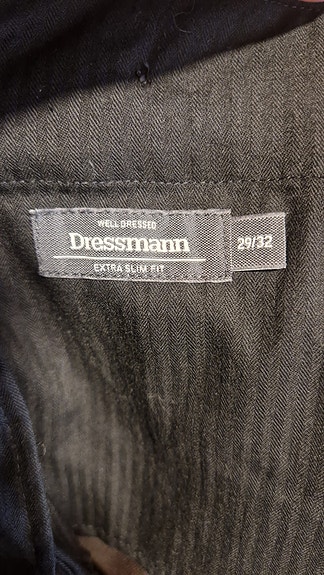 WELL DRESSED
Dressmann
EXTRA SLIM FIT
29/32